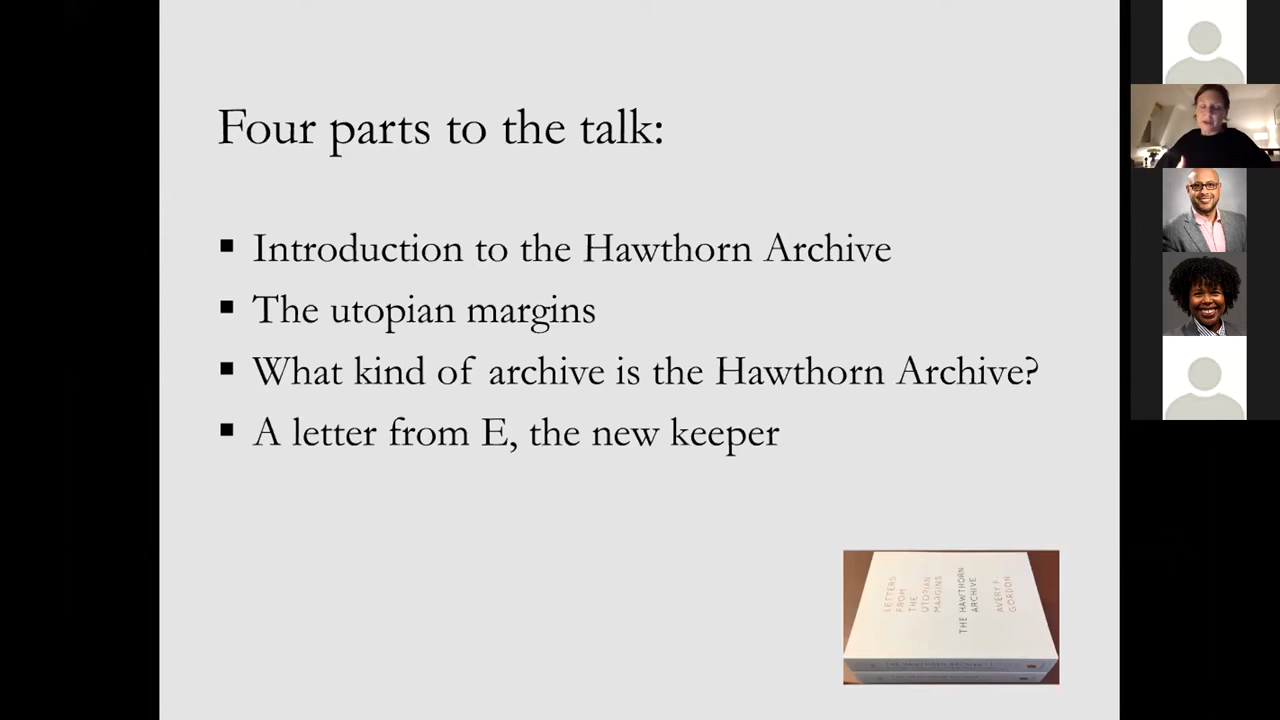 Four parts to the talk:
▪ Introduction to the Hawthorn Archive
▪ The utopian margins
▪ What kind of archive is the Hawthorn Archive?
▪ A letter from E, the new keeper
LETTERS
FROM
THE
UTOPIAN
MARGINS
THE HAWTHORN
ARCHIVE
AVERY F.
GORDON